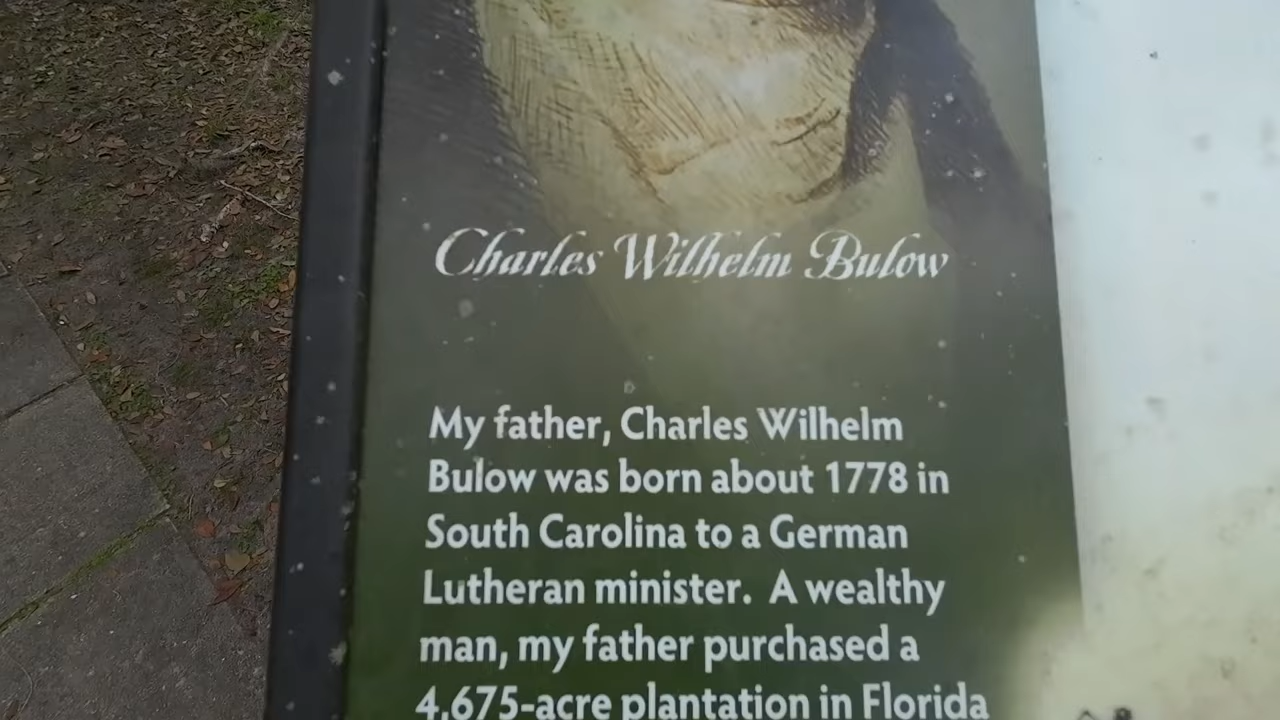 Charles Wilhelm Bulow
My father, Charles Wilhelm
Bulow was born about 1778 in
South Carolina to a German
Lutheran minister. A wealthy
man, my father purchased a
4,675-acre plantation in Florida